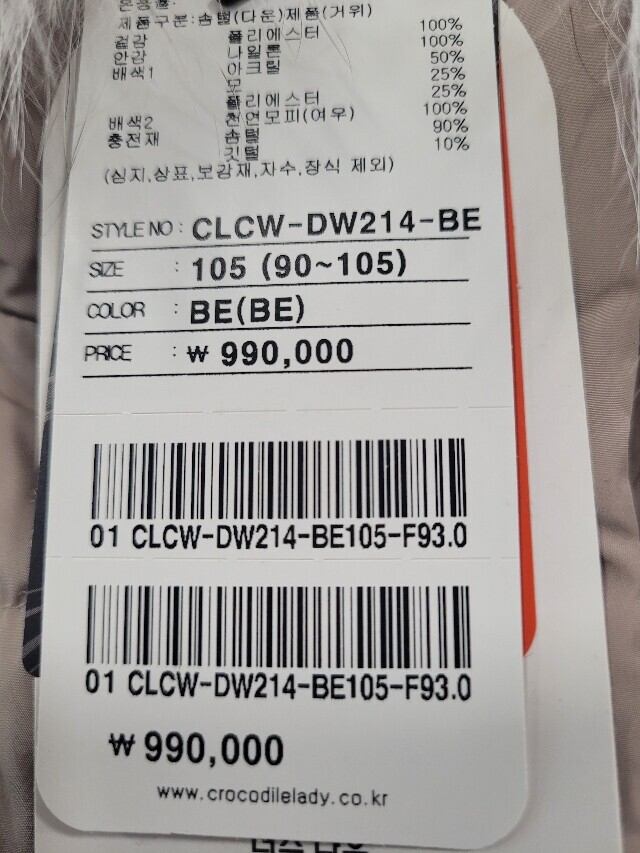 제품구분:솜털(다운)제품(거위)
겉감 폴리에스터 100%
안감 나일론 100%
배색1 아크릴 50%
모 25%
폴리에스터 25%
배색2 천연모피(여우) 100%
충전재 솜털 90%
깃털 10%
(심지,상표,보강재,자수,장식 제외)
STYLE NO : CLCW-DW214-BE
SIZE : 105 (90~105)
COLOR : BE(BE)
PRICE : ₩ 990,000
01 CLCW-DW214-BE105-F93.0
01 CLCW-DW214-BE105-F93.0
₩ 990,000
www.crocodilelady.co.kr